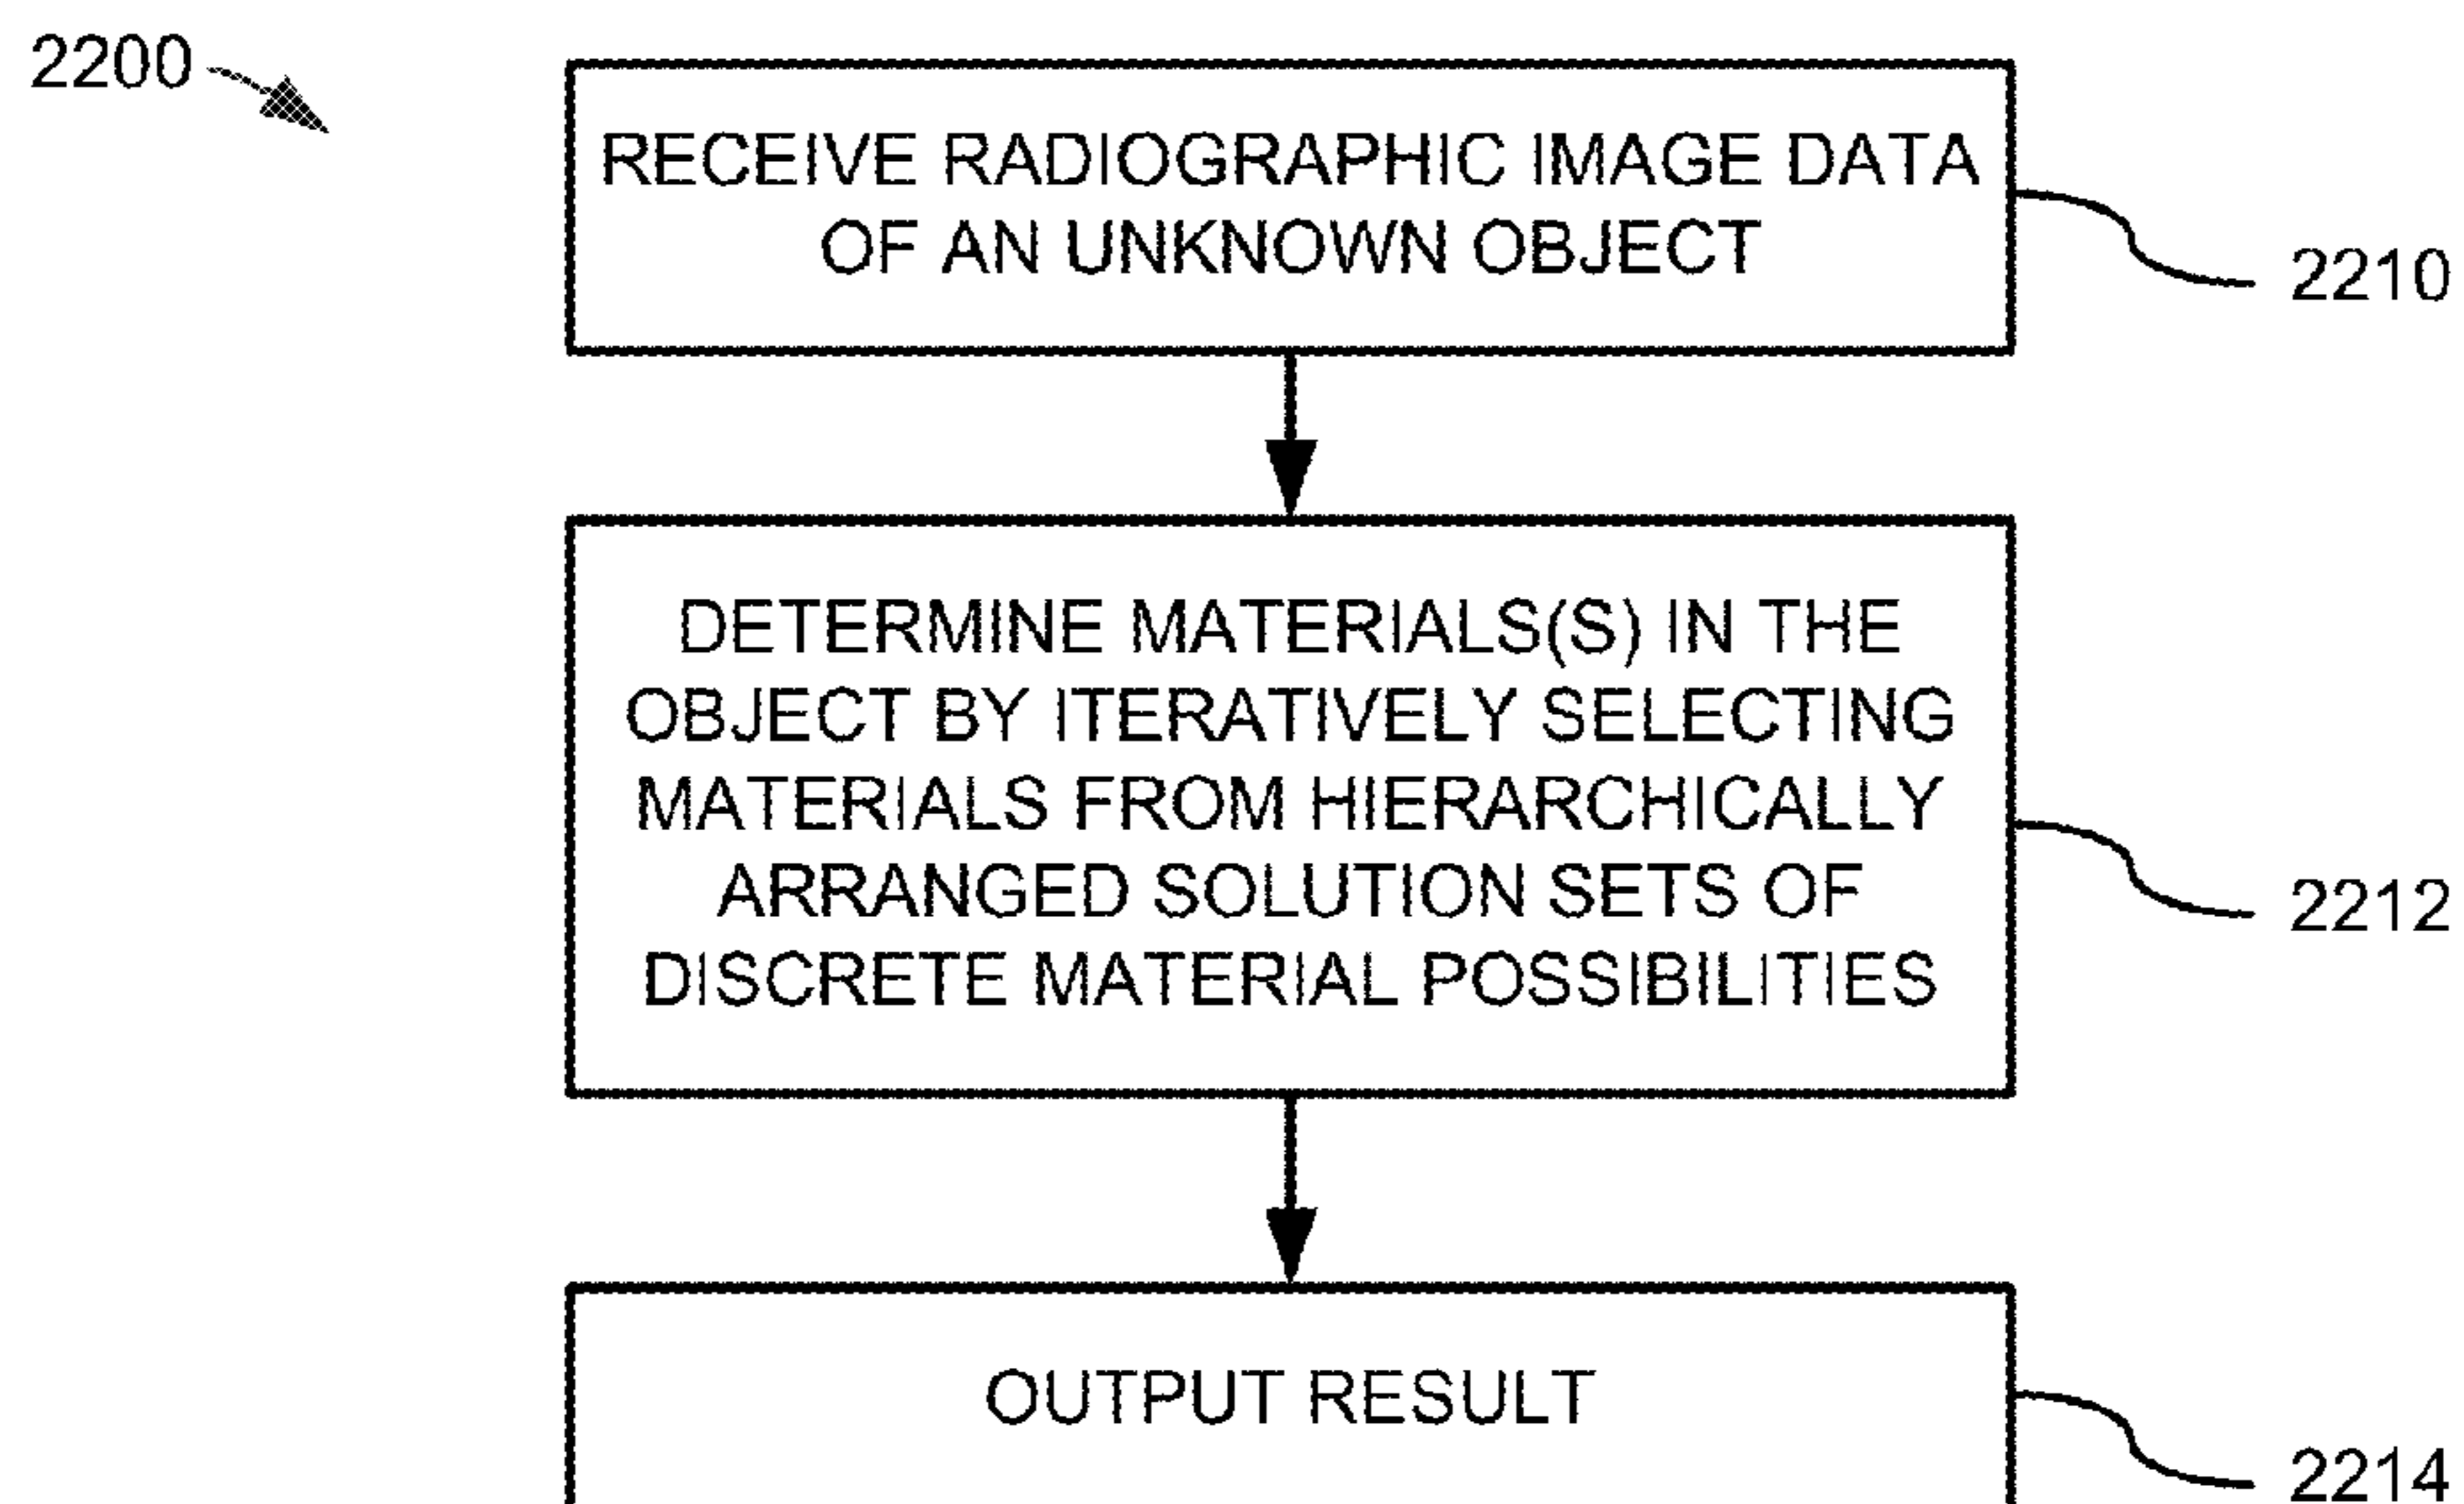 2200
RECEIVE RADIOGRAPHIC IMAGE DATA
OF AN UNKNOWN OBJECT
2210
DETERMINE MATERIALS(S) IN THE
OBJECT BY ITERATIVELY SELECTING
MATERIALS FROM HIERARCHICALLY
ARRANGED SOLUTION SETS OF
DISCRETE MATERIAL POSSIBILITIES
2212
OUTPUT RESULT
2214